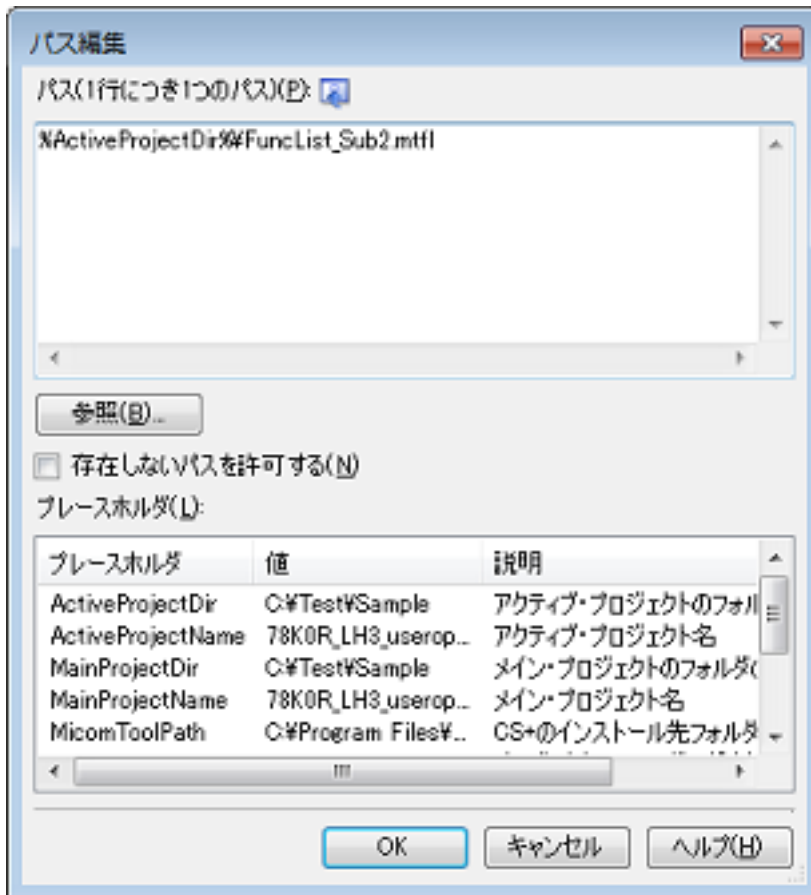 パス編集
パス(1行につき1つのパス)(P):
%ActiveProjectDir%¥FuncList_Sub2.mtfl
参照(B)...
存在しないパスを許可する(N)
プレースホルダ(L):
プレースホルダ 値 説明
ActiveProjectDir C:¥Test¥Sample アクティブ・プロジェクトのフォル
ActiveProjectName 78K0R_LH3_userop... アクティブ・プロジェクト名
MainProjectDir C:¥Test¥Sample メイン・プロジェクトのフォルダ(
MainProjectName 78K0R_LH3_userop... メイン・プロジェクト名
MicomToolPath C:¥Program Files¥... CS+のインストール先フォルダ
OK キャンセル ヘルプ(H)